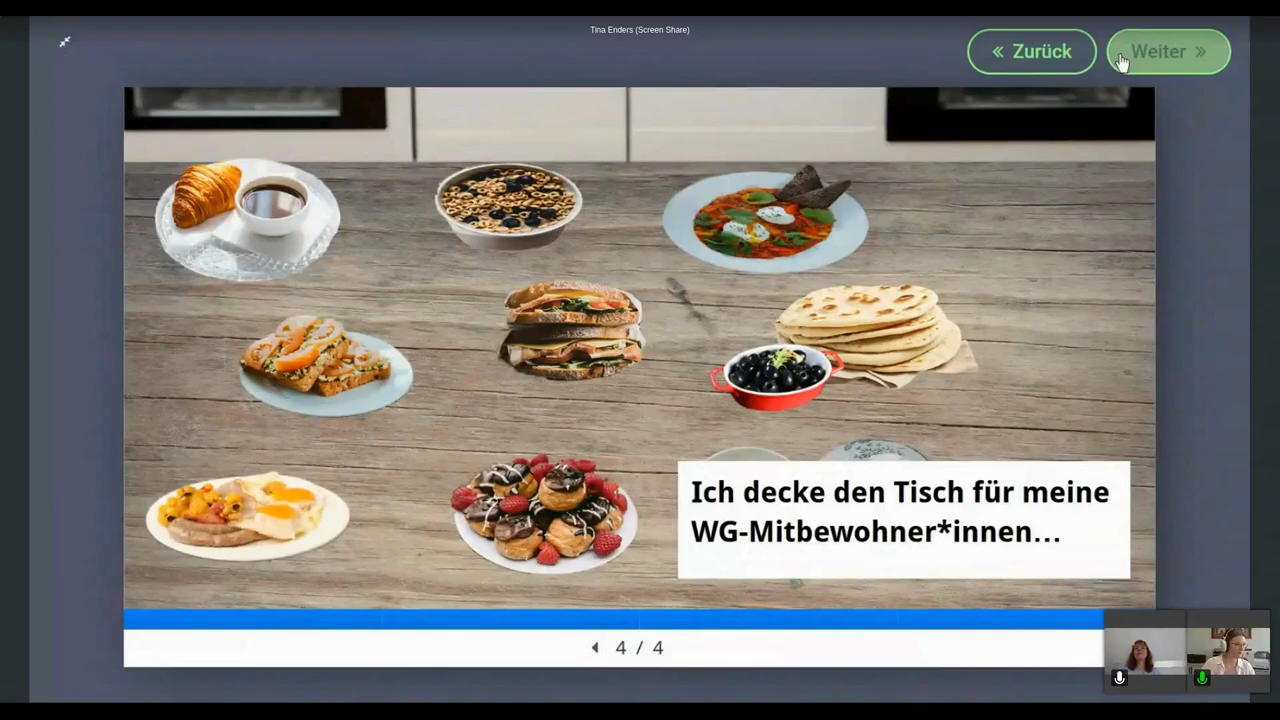 Tina Enders (Screen Share)
« Zurück
Weiter »
Ich decke den Tisch für meine
WG-Mitbewohner*innen...
4 / 4